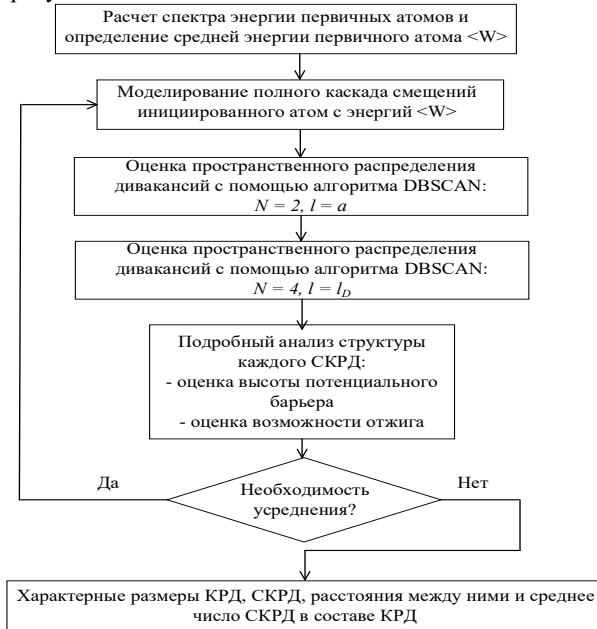 Расчет спектра энергии первичных атомов и
определение средней энергии первичного атома <W>
Моделирование полного каскада смещений
инициированного атом с энергий <W>
Оценка пространственного распределения
дивакансий с помощью алгоритма DBSCAN:
N = 2, l = a
Оценка пространственного распределения
дивакансий с помощью алгоритма DBSCAN:
N = 4, l = l_D
Подробный анализ структуры
каждого СКРД:
- оценка высоты потенциального
барьера
- оценка возможности отжига
Да
Необходимость
усреднения?
Нет
Характерные размеры КРД, СКРД, расстояния между ними и среднее
число СКРД в составе КРД